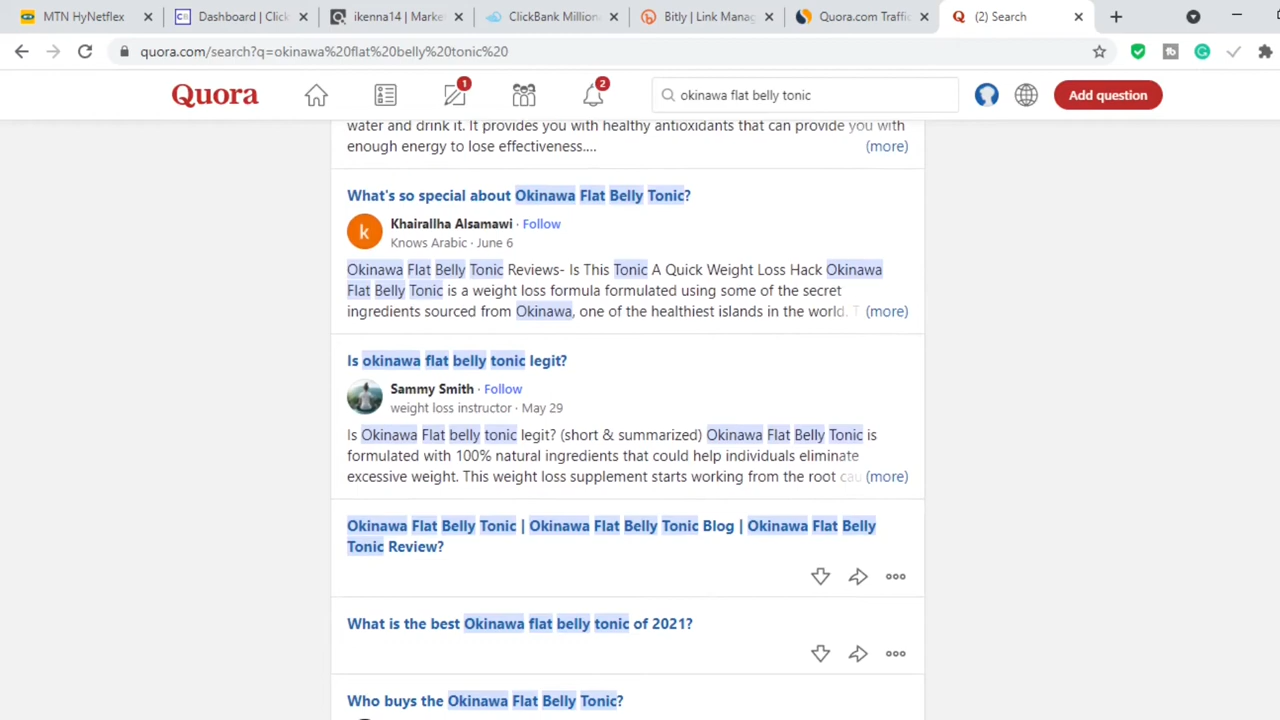 MTN HyNetflex
Dashboard | Click
ikenna14 | Marke
ClickBank Million
Bitly | Link Mana
Quora.com Traffi
(2) Search
quora.com/search?q=okinawa%20flat%20belly%20tonic%20
Quora
1
2
okinawa flat belly tonic
Add question
water and drink it. It provides you with healthy antioxidants that can provide you with
enough energy to lose effectiveness.... (more)
What's so special about Okinawa Flat Belly Tonic?
k
Khairallha Alsamawi · Follow
Knows Arabic · June 6
Okinawa Flat Belly Tonic Reviews- Is This Tonic A Quick Weight Loss Hack Okinawa
Flat Belly Tonic is a weight loss formula formulated using some of the secret
ingredients sourced from Okinawa, one of the healthiest islands in the world. T (more)
Is okinawa flat belly tonic legit?
Sammy Smith · Follow
weight loss instructor · May 29
Is Okinawa Flat belly tonic legit? (short & summarized) Okinawa Flat Belly Tonic is
formulated with 100% natural ingredients that could help individuals eliminate
excessive weight. This weight loss supplement starts working from the root cau (more)
Okinawa Flat Belly Tonic | Okinawa Flat Belly Tonic Blog | Okinawa Flat Belly
Tonic Review?
What is the best Okinawa flat belly tonic of 2021?
Who buys the Okinawa Flat Belly Tonic?